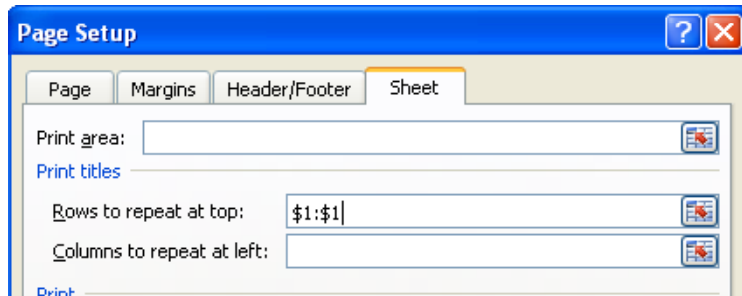 Page Setup
Page Margins Header/Footer Sheet
Print area:
Print titles
Rows to repeat at top: $1:$1
Columns to repeat at left:
Print